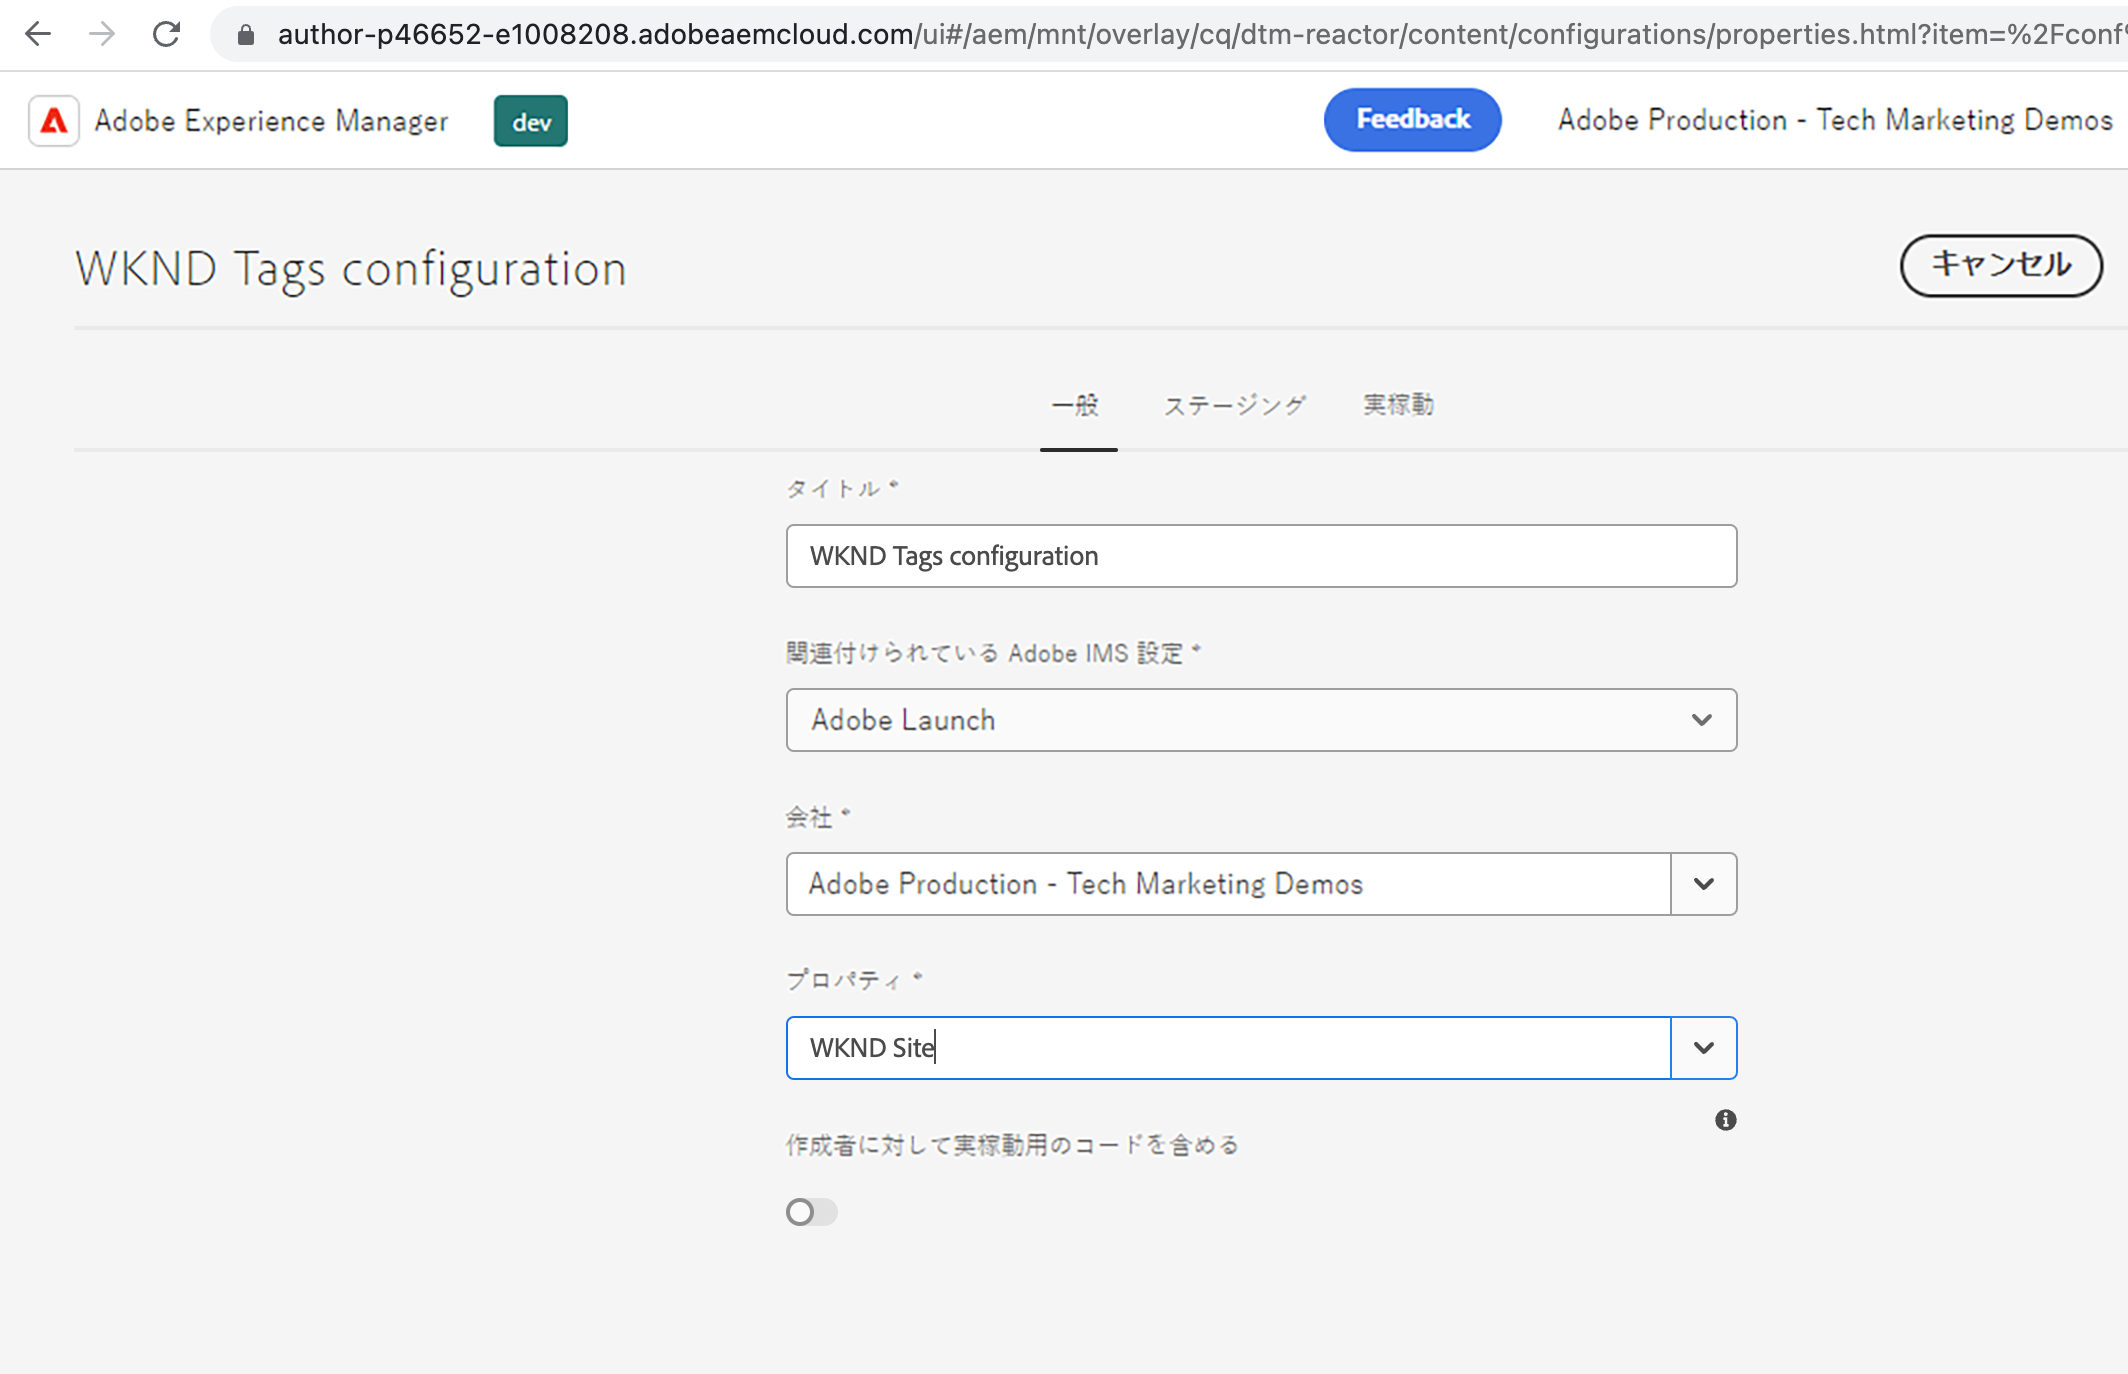 author-p46652-e1008208.adobeaemcloud.com/ui#/aem/mnt/overlay/cq/dtm-reactor/content/configurations/properties.html?item=%2Fconf
Adobe Experience Manager dev Feedback Adobe Production - Tech Marketing Demos
WKND Tags configuration キャンセル
一般 ステージング 実稼動
タイトル *
WKND Tags configuration
関連付けられている Adobe IMS 設定 *
Adobe Launch
会社 *
Adobe Production - Tech Marketing Demos
プロパティ *
WKND Site
作成者に対して実稼動用のコードを含める